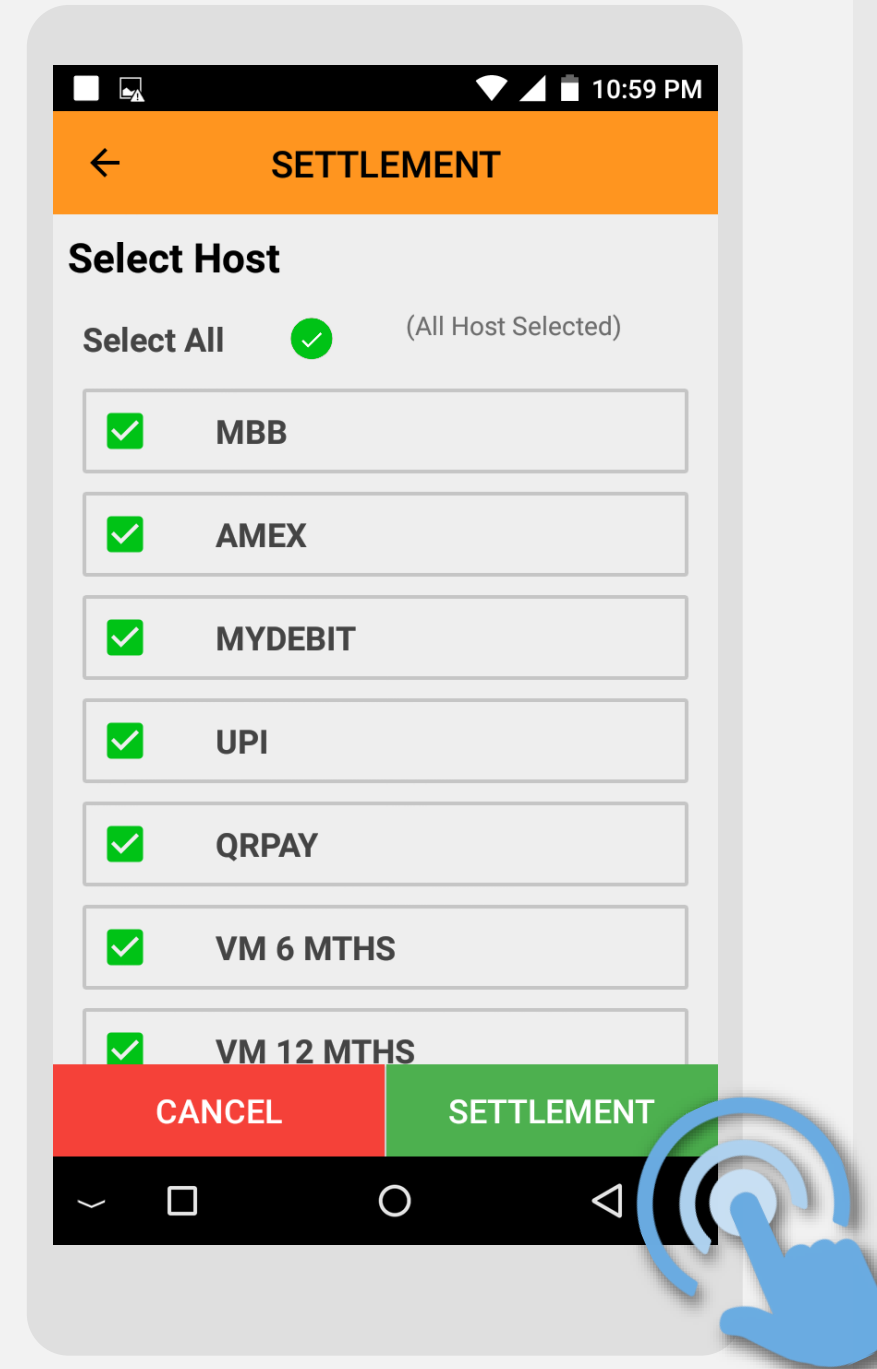 10:59 PM
SETTLEMENT
Select Host
Select All
(All Host Selected)
MBB
AMEX
MYDEBIT
UPI
QRPAY
VM 6 MTHS
VM 12 MTHS
CANCEL
SETTLEMENT